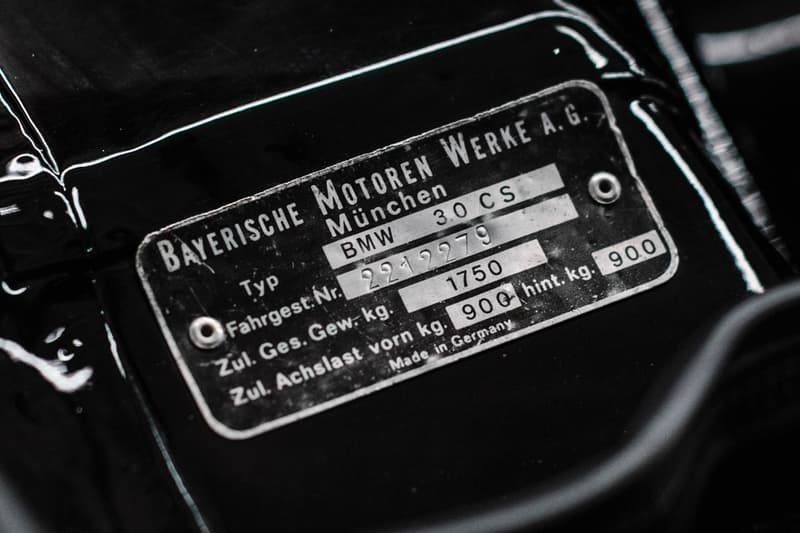 BAYERISCHE MOTOREN WERKE A.G.
München
Typ BMW 3.0 CS
Fahrgest.Nr. 2212279
Zul. Ges. Gew. kg. 1750
Zul. Achslast vorn kg. 900 hint. kg. 900
Made in Germany